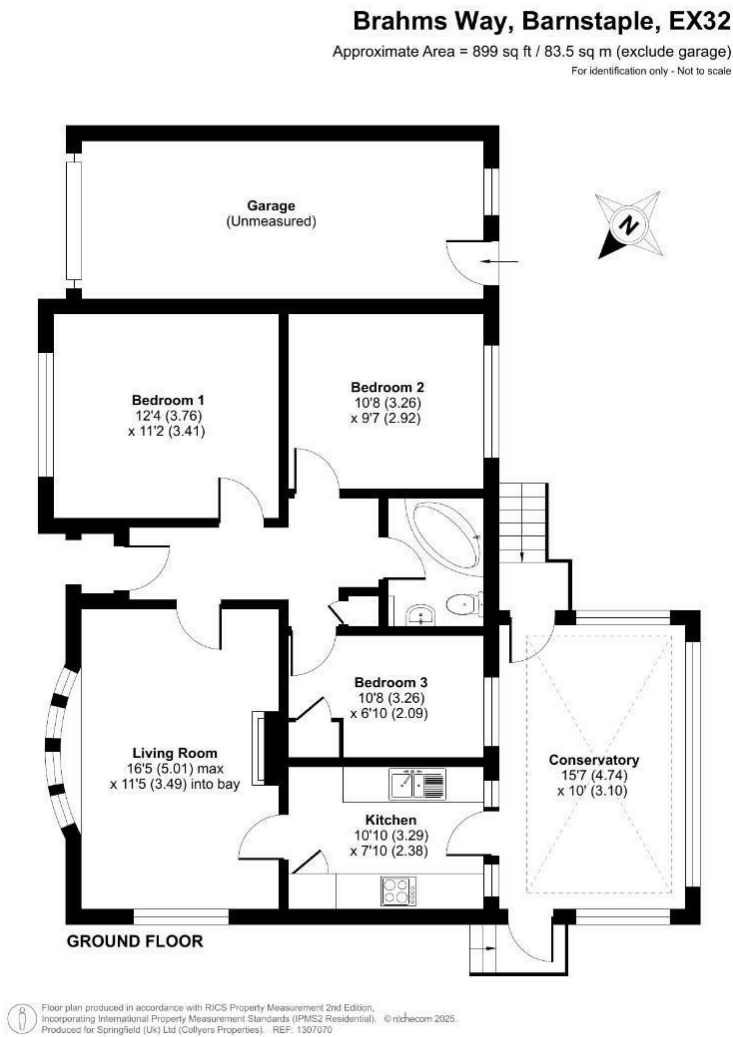 Brahms Way, Barnstaple, EX32
Approximate Area = 899 sq ft / 83.5 sq m (exclude garage)
For identification only - Not to scale
Garage
(Unmeasured)
N
Bedroom 1
12'4 (3.76)
x 11'2 (3.41)
Bedroom 2
10'8 (3.26)
x 9'7 (2.92)
Bedroom 3
10'8 (3.26)
x 6'10 (2.09)
Living Room
16'5 (5.01) max
x 11'5 (3.49) into bay
Conservatory
15'7 (4.74)
x 10' (3.10)
Kitchen
10'10 (3.29)
x 7'10 (2.38)
GROUND FLOOR
Floor plan produced in accordance with RICS Property Measurement 2nd Edition,
Incorporating International Property Measurement Standards (IPMS2 Residential). © nichecom 2025.
Produced for Springfield (Uk) Ltd (Collyers Properties). REF: 1307070